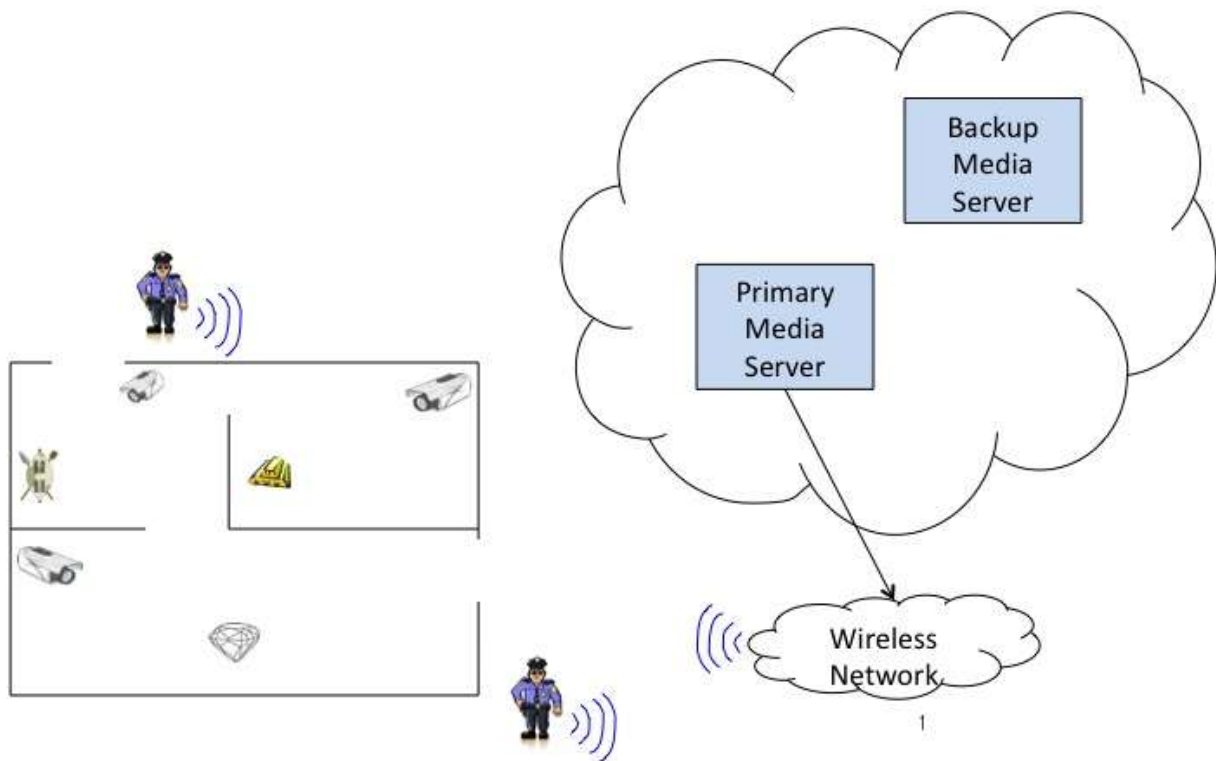 Backup
Media
Server
Primary
Media
Server
Wireless
Network
1